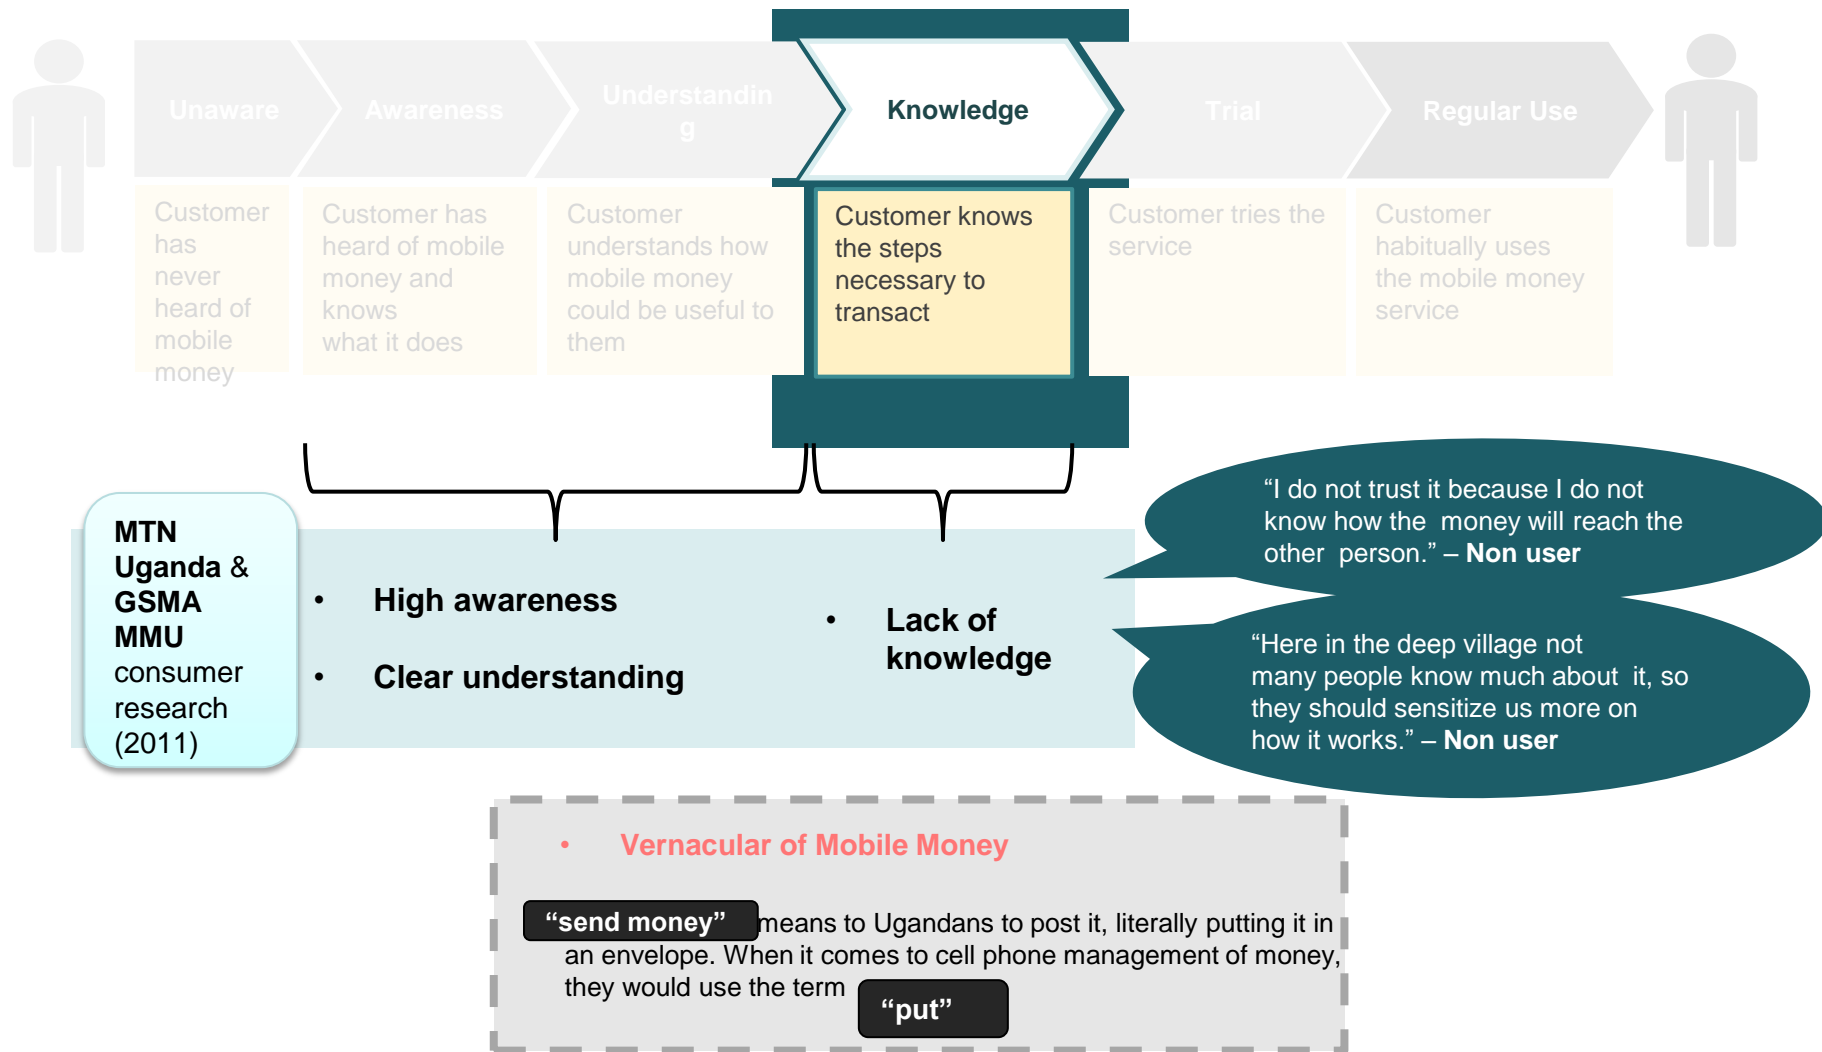 Unaware
Awareness
Understandin
g
Knowledge
Trial
Regular Use
Customer
has
never
heard of
mobile
money
Customer has
heard of mobile
money and
knows
what it does
Customer
understands how
mobile money
could be useful to
them
Customer knows
the steps
necessary to
transact
Customer tries the
service
Customer
habitually uses
the mobile money
service
MTN
Uganda &
GSMA
MMU
consumer
research
(2011)
• High awareness
• Clear understanding
• Lack of
knowledge
“I do not trust it because I do not
know how the money will reach the
other person.” – Non user
“Here in the deep village not
many people know much about it, so
they should sensitize us more on
how it works.” – Non user
• Vernacular of Mobile Money
“send money” means to Ugandans to post it, literally putting it in
an envelope. When it comes to cell phone management of money,
they would use the term
“put”